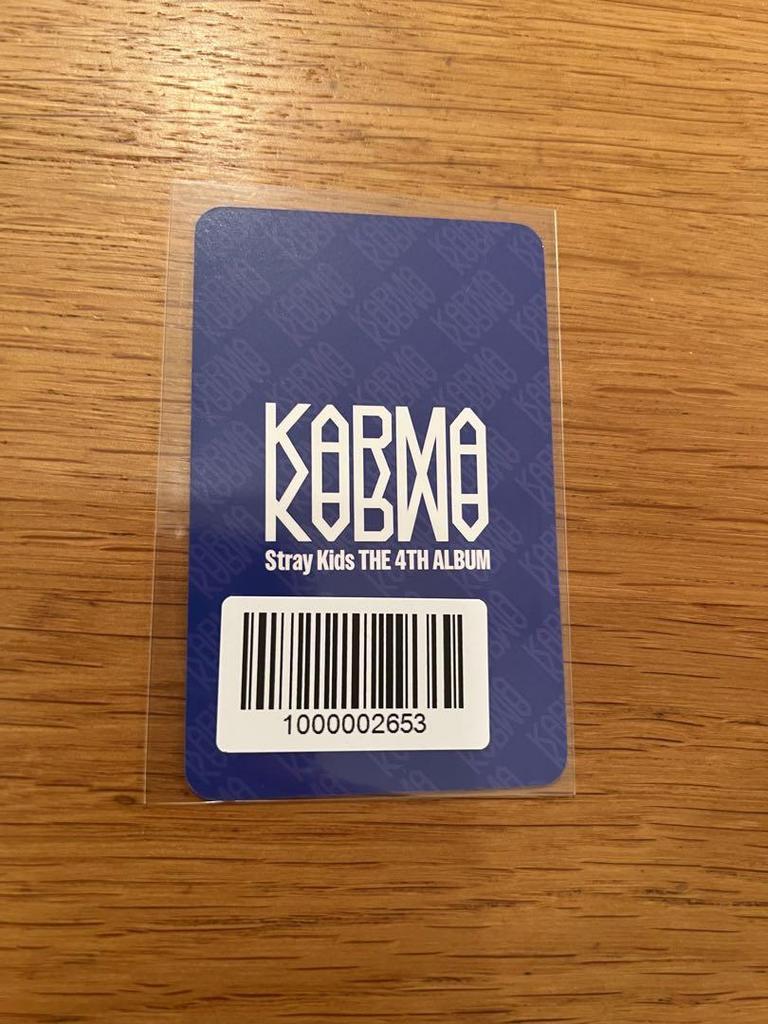 KARMA
Stray Kids THE 4TH ALBUM
1000002653